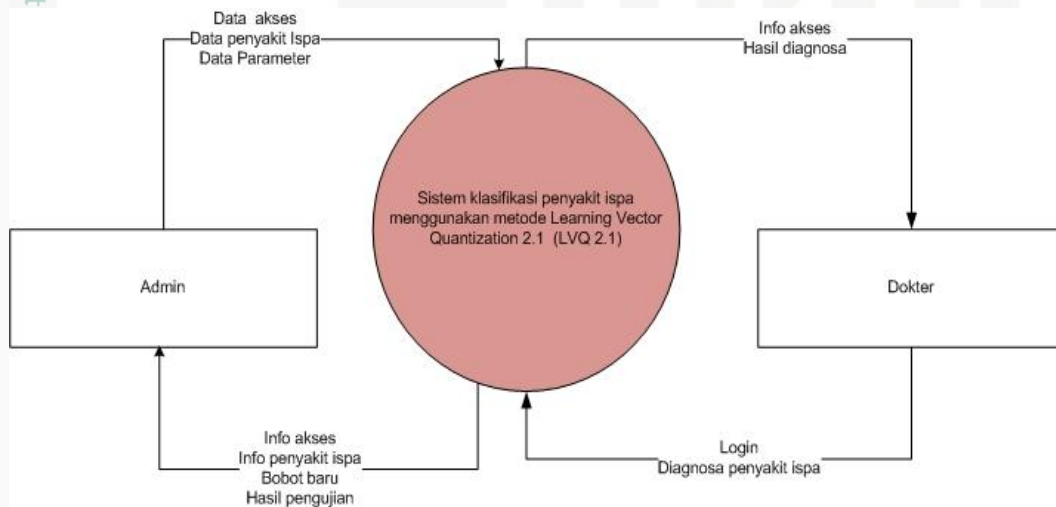 Data akses
Data penyakit Ispa
Data Parameter
Info akses
Hasil diagnosa
Sistem klasifikasi penyakit ispa
menggunakan metode Learning Vector
Quantization 2.1 (LVQ 2.1)
Admin
Dokter
Info akses
Info penyakit ispa
Bobot baru
Hasil pengujian
Login
Diagnosa penyakit ispa